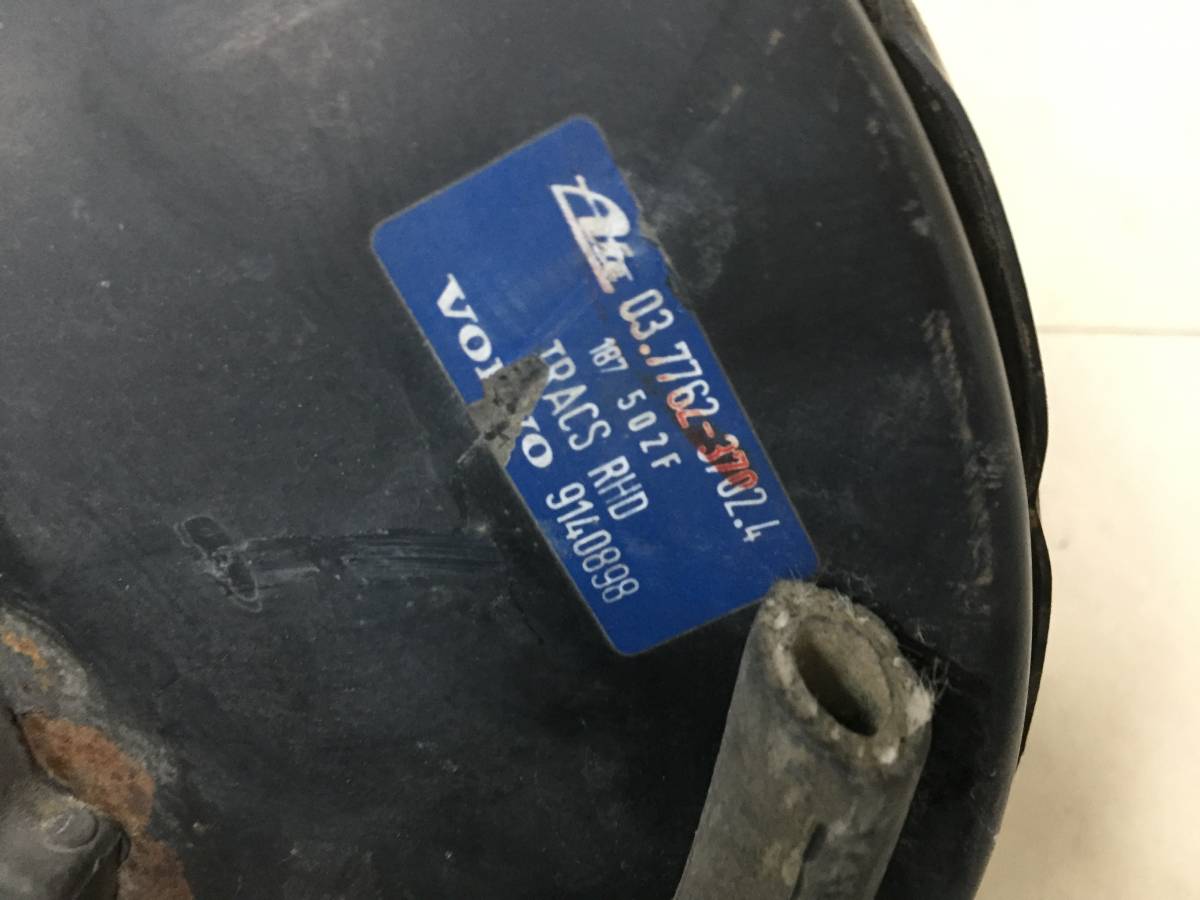 Ate 03.7762-3702.4
187 502F
TRACS RHD
VOLVO 9140898